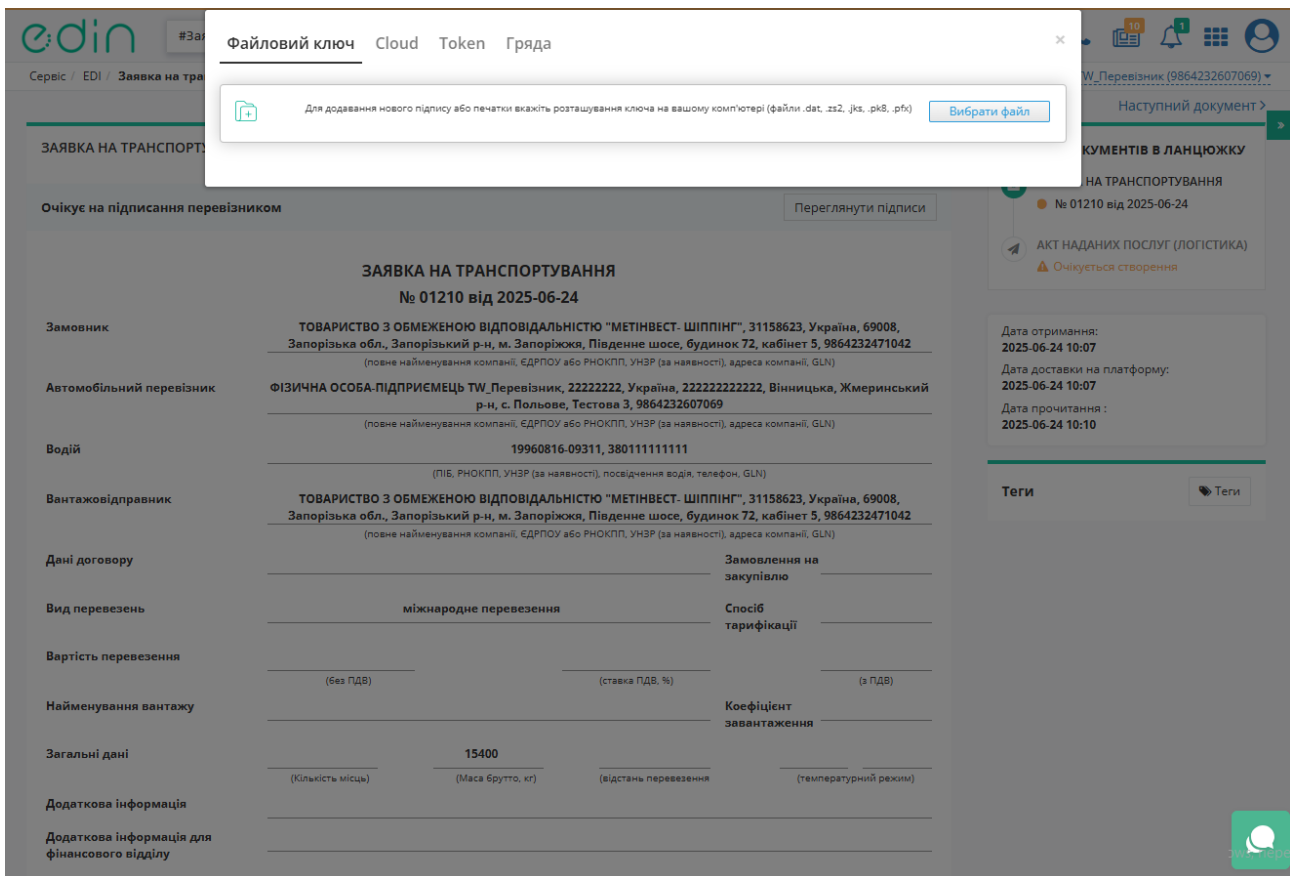 edin
#Зая
Файловий ключ Cloud Token Гряда
×
10
1
Сервіс / EDI / Заявка на тра
TW_Перевізник (9864232607069)
Для додавання нового підпису або печатки вкажіть розташування ключа на вашому комп'ютері (файли .dat, .zs2, .jks, .pk8, .pfx)
Вибрати файл
Наступний документ >
ЗАЯВКА НА ТРАНСПОРТ
КУМЕНТІВ В ЛАНЦЮЖКУ
НА ТРАНСПОРТУВАННЯ
№ 01210 від 2025-06-24
АКТ НАДАНИХ ПОСЛУГ (ЛОГІСТИКА)
Очікується створення
Очікує на підписання перевізником
Переглянути підписи
ЗАЯВКА НА ТРАНСПОРТУВАННЯ
№ 01210 від 2025-06-24
Замовник
ТОВАРИСТВО З ОБМЕЖЕНОЮ ВІДПОВІДАЛЬНІСТЮ "МЕТІНВЕСТ- ШІППІНГ", 31158623, Україна, 69008,
Запорізька обл., Запорізький р-н, м. Запоріжжя, Південне шосе, будинок 72, кабінет 5, 9864232471042
(повне найменування компанії, ЄДРПОУ або РНОКПП, УНЗР (за наявності), адреса компанії, GLN)
Автомобільний перевізник
ФІЗИЧНА ОСОБА-ПІДПРИЄМЕЦЬ TW_Перевізник, 22222222, Україна, 222222222222, Вінницька, Жмеринський
р-н, с. Польове, Тестова 3, 9864232607069
(повне найменування компанії, ЄДРПОУ або РНОКПП, УНЗР (за наявності), адреса компанії, GLN)
Водій
19960816-09311, 380111111111
(ПІБ, РНОКПП, УНЗР (за наявності), посвідчення водія, телефон, GLN)
Вантажовідправник
ТОВАРИСТВО З ОБМЕЖЕНОЮ ВІДПОВІДАЛЬНІСТЮ "МЕТІНВЕСТ- ШІППІНГ", 31158623, Україна, 69008,
Запорізька обл., Запорізький р-н, м. Запоріжжя, Південне шосе, будинок 72, кабінет 5, 9864232471042
(повне найменування компанії, ЄДРПОУ або РНОКПП, УНЗР (за наявності), адреса компанії, GLN)
Дані договору
Замовлення на
закупівлю
Вид перевезень
міжнародне перевезення
Спосіб
тарифікації
Вартість перевезення
(без ПДВ) (ставка ПДВ, %) (з ПДВ)
Найменування вантажу
Коефіцієнт
завантаження
Загальні дані
15400
(Кількість місць) (Маса брутто, кг) (відстань перевезення (температурний режим)
Додаткова інформація
Додаткова інформація для
фінансового відділу
Дата отримання:
2025-06-24 10:07
Дата доставки на платформу:
2025-06-24 10:07
Дата прочитання :
2025-06-24 10:10
Теги
Теги